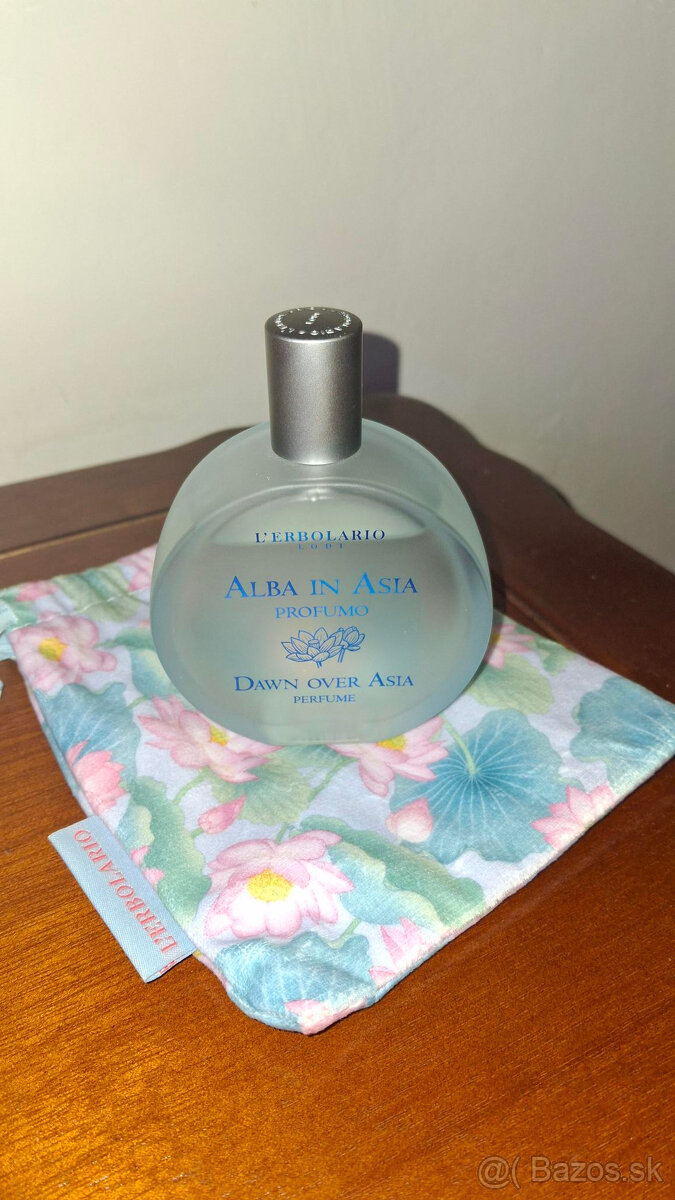 L'ERBOLARIO
LODI
ALBA IN ASIA
PROFUMO
DAWN OVER ASIA
PERFUME
L'ERBOLARIO
@( Bazos.sk